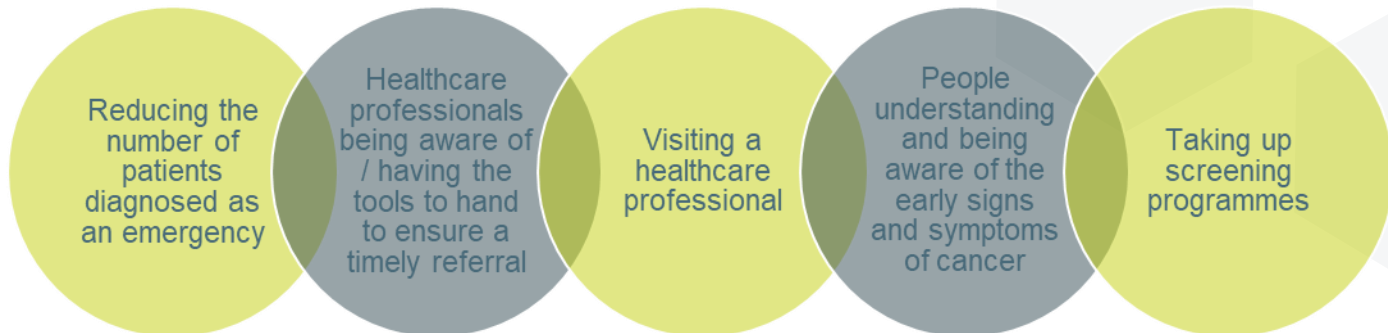 Reducing the
number of
patients
diagnosed as
an emergency
Healthcare
professionals
being aware of
/ having the
tools to hand
to ensure a
timely referral
Visiting a
healthcare
professional
People
understanding
and being
aware of the
early signs
and symptoms
of cancer
Taking up
screening
programmes